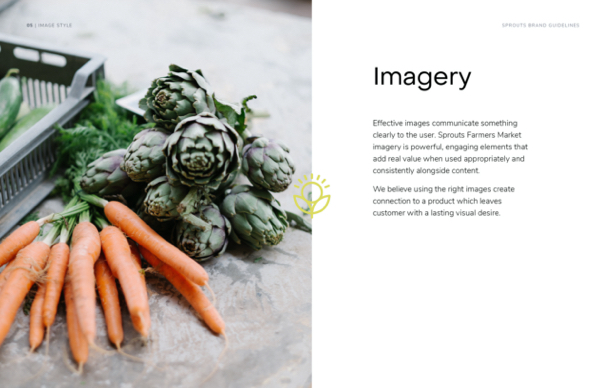 05 | IMAGE STYLE
SPROUTS BRAND GUIDELINES
Imagery
Effective images communicate something
clearly to the user. Sprouts Farmers Market
imagery is powerful, engaging elements that
add real value when used appropriately and
consistently alongside content.
We believe using the right images create
connection to a product which leaves
customer with a lasting visual desire.